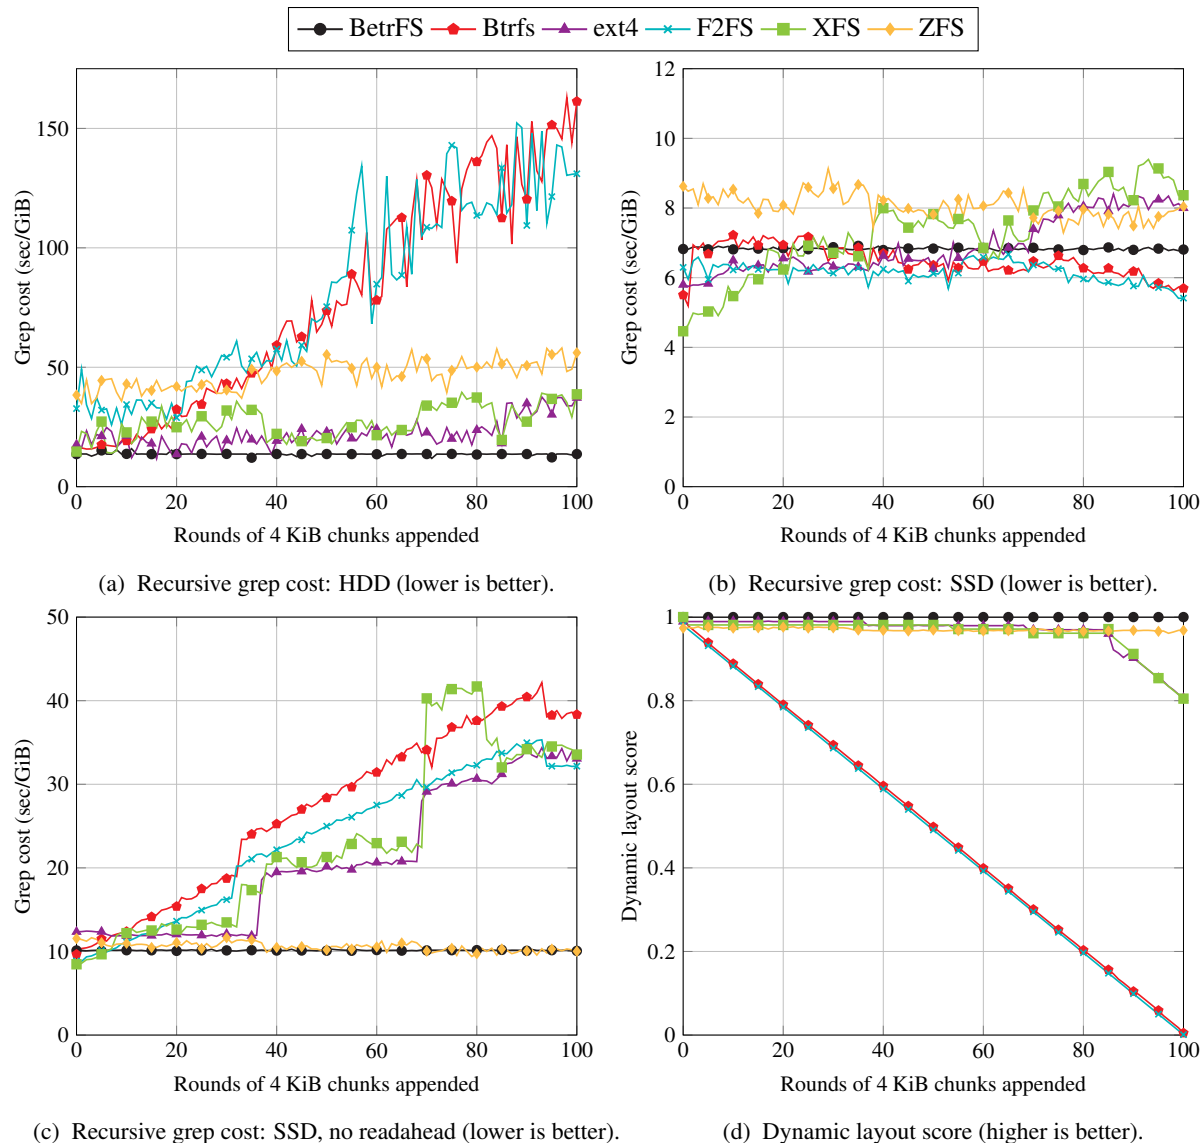 BetrFS Btrfs ext4 F2FS XFS ZFS
150
100
50
0
0 20 40 60 80 100
Grep cost (sec/GiB)
Rounds of 4 KiB chunks appended
(a) Recursive grep cost: HDD (lower is better).
12
10
8
6
4
2
0
0 20 40 60 80 100
Grep cost (sec/GiB)
Rounds of 4 KiB chunks appended
(b) Recursive grep cost: SSD (lower is better).
50
40
30
20
10
0
0 20 40 60 80 100
Grep cost (sec/GiB)
Rounds of 4 KiB chunks appended
(c) Recursive grep cost: SSD, no readahead (lower is better).
1
0.8
0.6
0.4
0.2
0
0 20 40 60 80 100
Dynamic layout score
Rounds of 4 KiB chunks appended
(d) Dynamic layout score (higher is better).